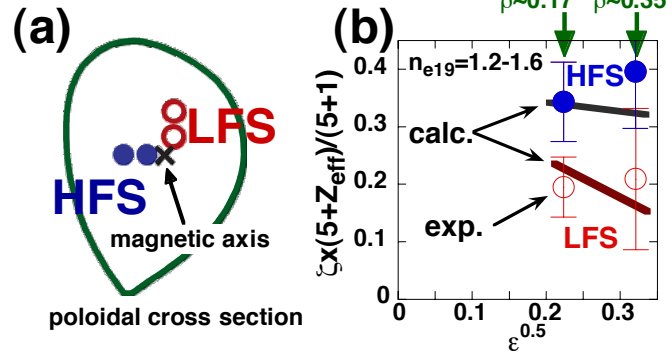 (a)
LFS
HFS
magnetic axis
poloidal cross section
(b)
ρ~0.17
ρ~0.35
n_e19=1.2-1.6
HFS
calc.
exp.
LFS
ζx(5+Z_eff)/(5+1)
0.4
0.3
0.2
0.1
0
0
0.1
0.2
0.3
ε^0.5